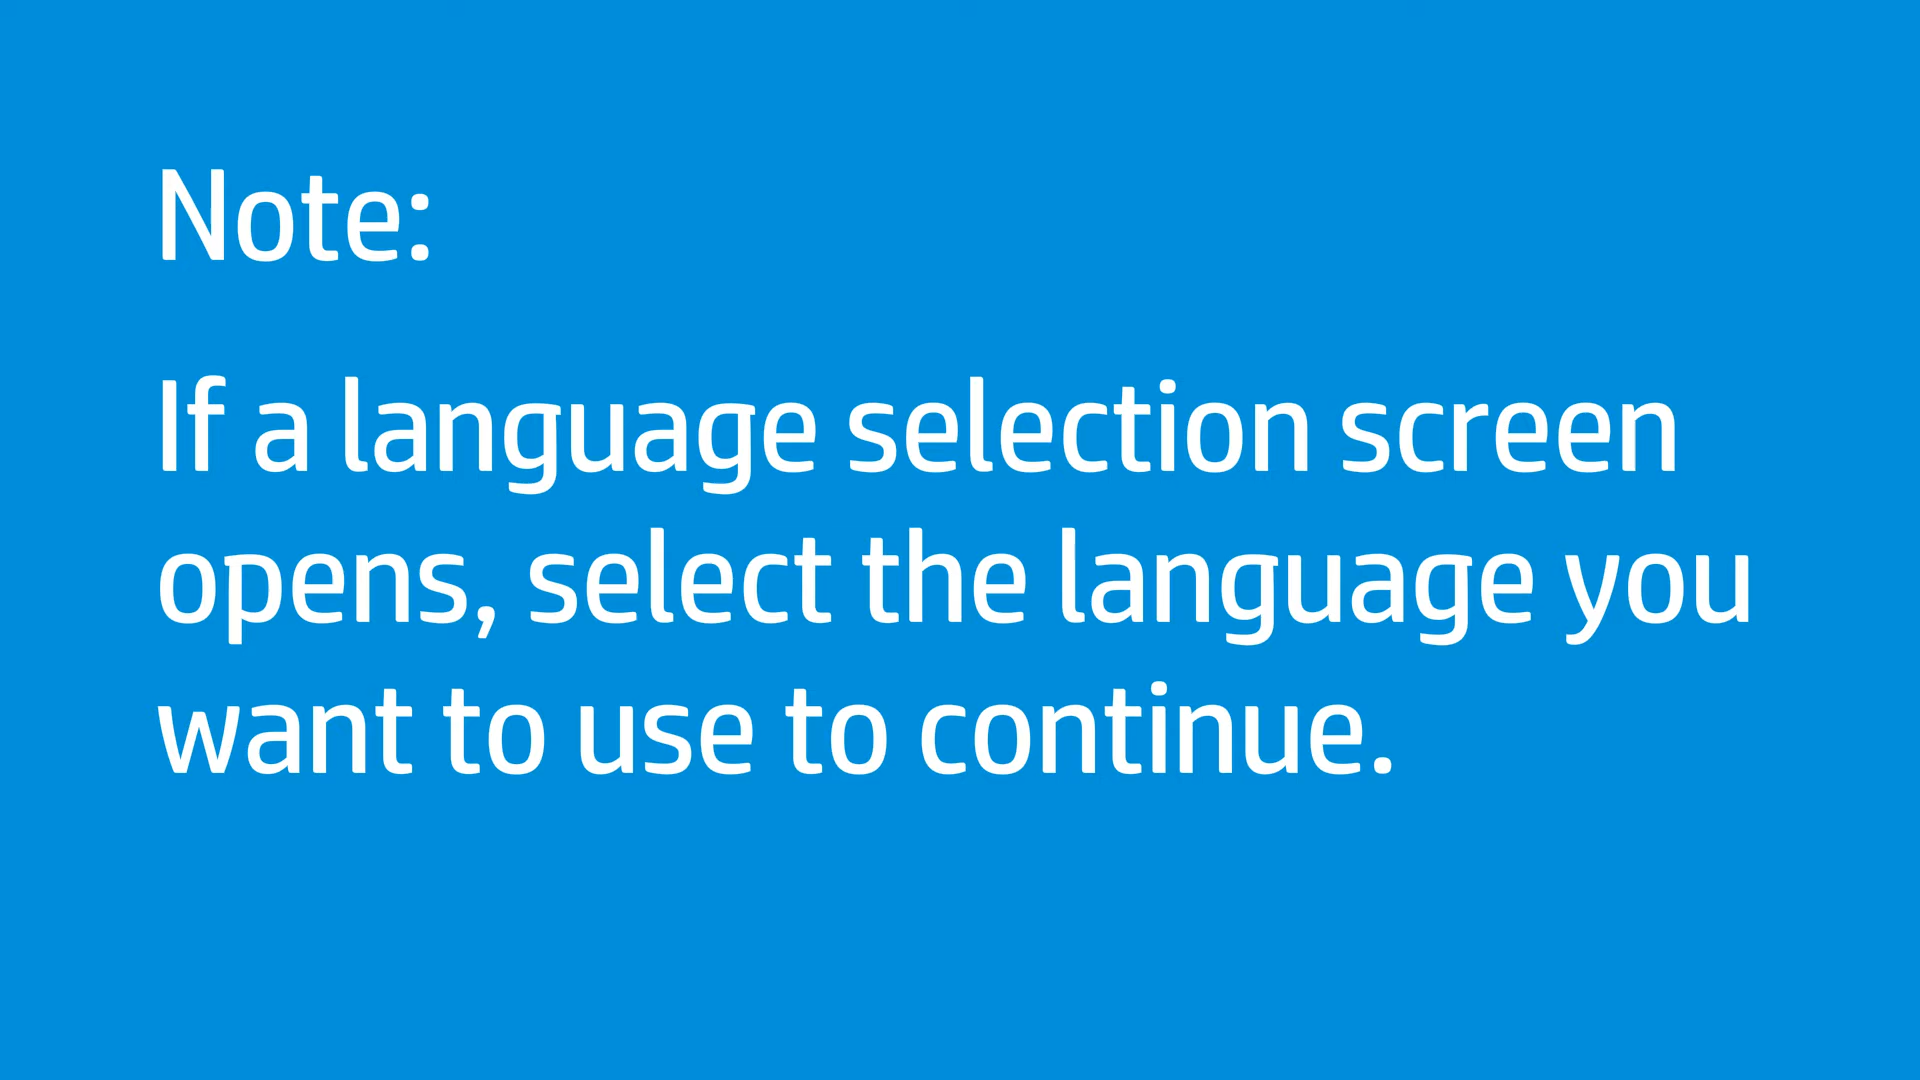 Note:
If a language selection screen
opens, select the language you
want to use to continue.